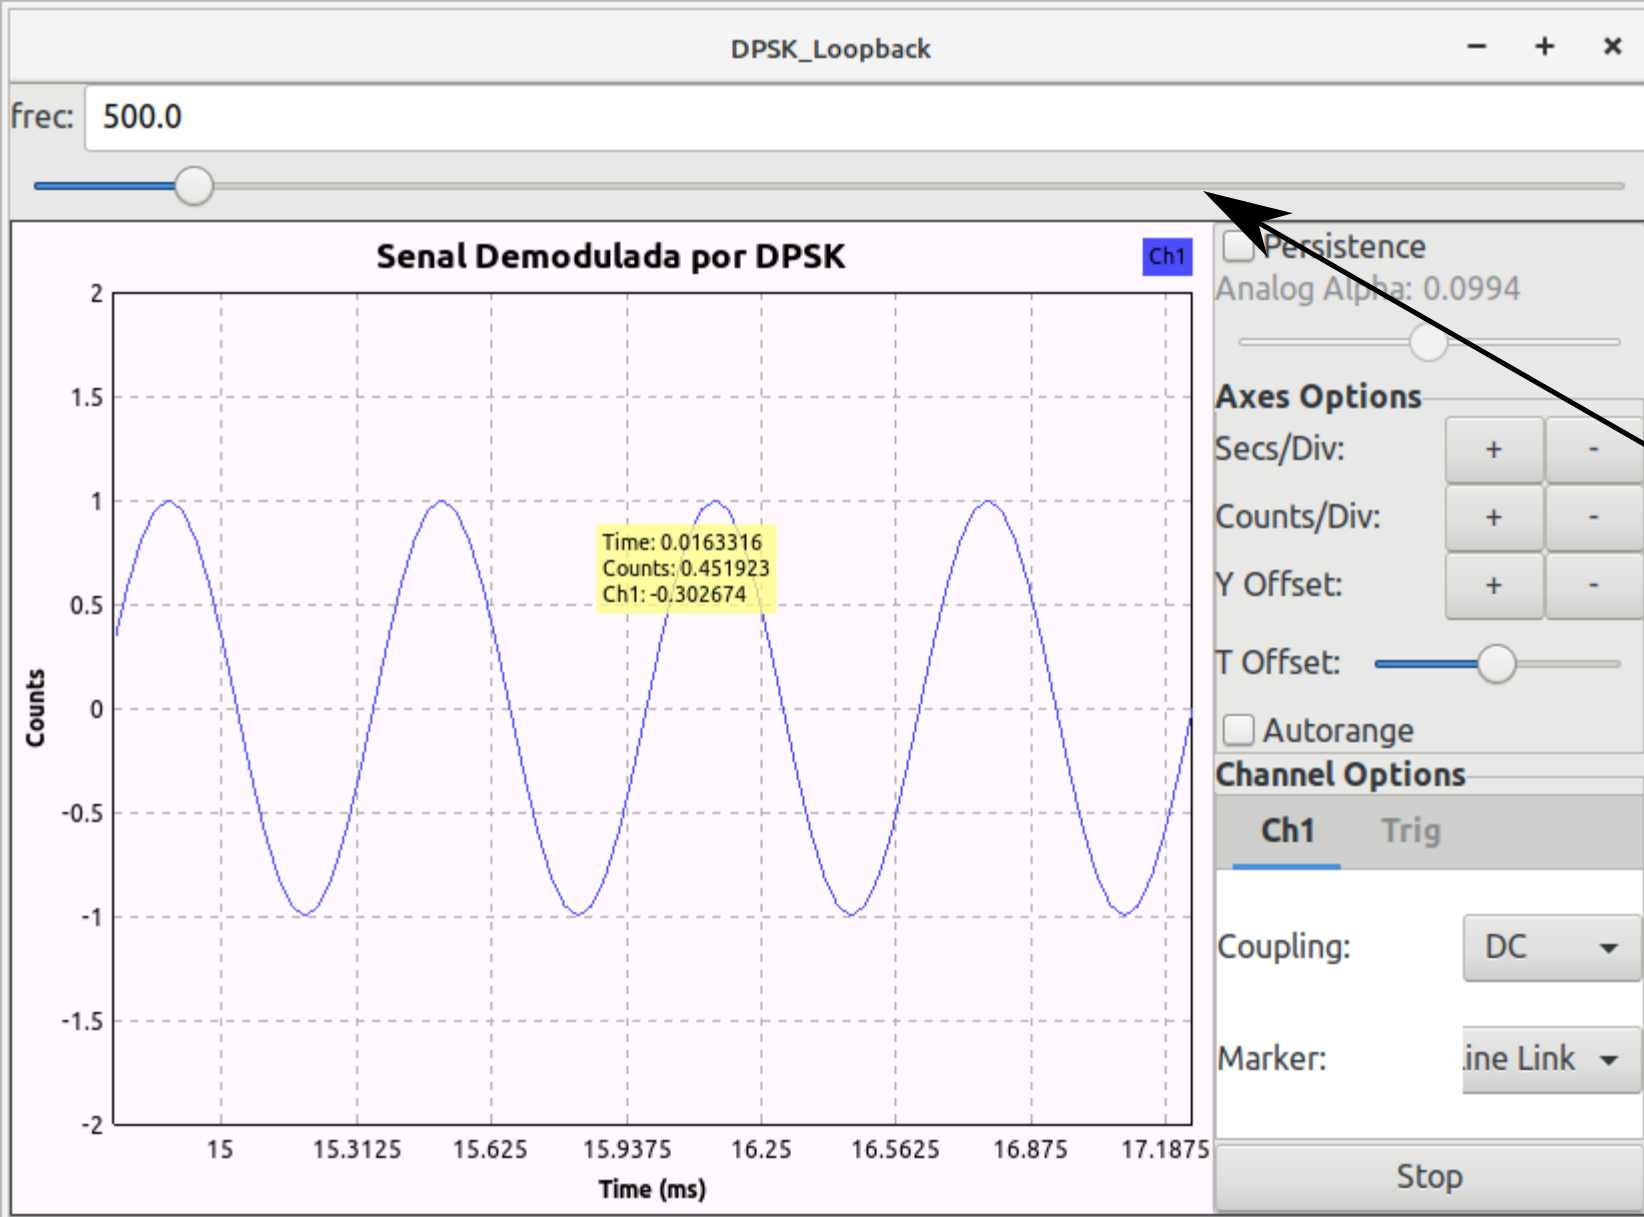 DPSK_Loopback
frec: 500.0
Senal Demodulada por DPSK
Ch1
Persistence
Analog Alpha: 0.0994
Axes Options
Secs/Div: + -
Counts/Div: + -
Y Offset: + -
T Offset:
Autorange
Channel Options
Ch1 Trig
Coupling: DC
Marker: ine Link
Stop
Time: 0.0163316
Counts: 0.451923
Ch1: -0.302674
Counts
2
1.5
1
0.5
0
-0.5
-1
-1.5
-2
15 15.3125 15.625 15.9375 16.25 16.5625 16.875 17.1875
Time (ms)